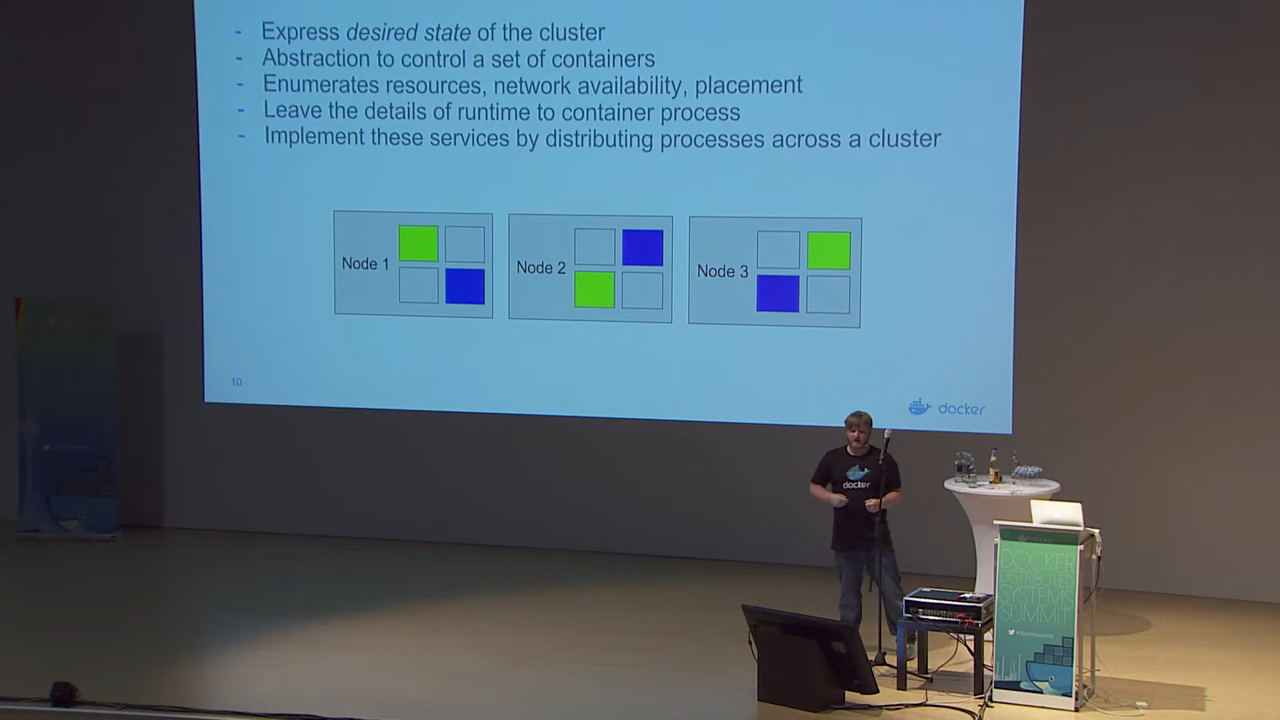 - Express desired state of the cluster
- Abstraction to control a set of containers
- Enumerates resources, network availability, placement
- Leave the details of runtime to container process
- Implement these services by distributing processes across a cluster
Node 1
Node 2
Node 3
10
docker
docker
docker
DOCKER
DISTRIBUTED
SYSTEMS
SUMMIT